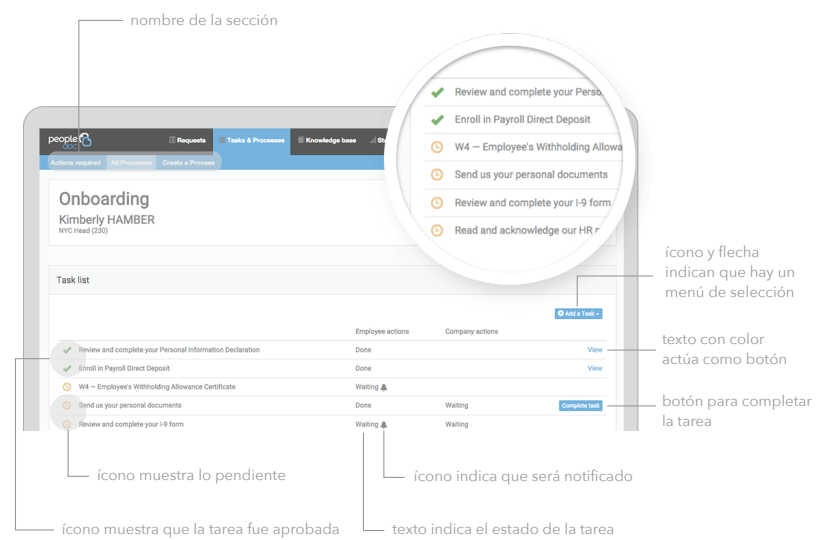 nombre de la sección
Review and complete your Perso
Enroll in Payroll Direct Deposit
W4 — Employee's Withholding Allowa
Send us your personal documents
Review and complete your I-9 form
Read and acknowledge our HR
people doc
Requests
Tasks & Processes
Knowledge base
Actions required
All Processes
Create a Process
Onboarding
Kimberly HAMBER
NYC Head (230)
ícono y flecha
indican que hay un
menú de selección
Task list
Add a Task
Employee actions Company actions
Review and complete your Personal Information Declaration Done View
texto con color
actúa como botón
Enroll in Payroll Direct Deposit Done View
W4 — Employee's Withholding Allowance Certificate Waiting
Send us your personal documents Done Waiting Complete task
botón para completar
la tarea
Review and complete your I-9 form Waiting Waiting
ícono muestra lo pendiente
ícono indica que será notificado
ícono muestra que la tarea fue aprobada
texto indica el estado de la tarea